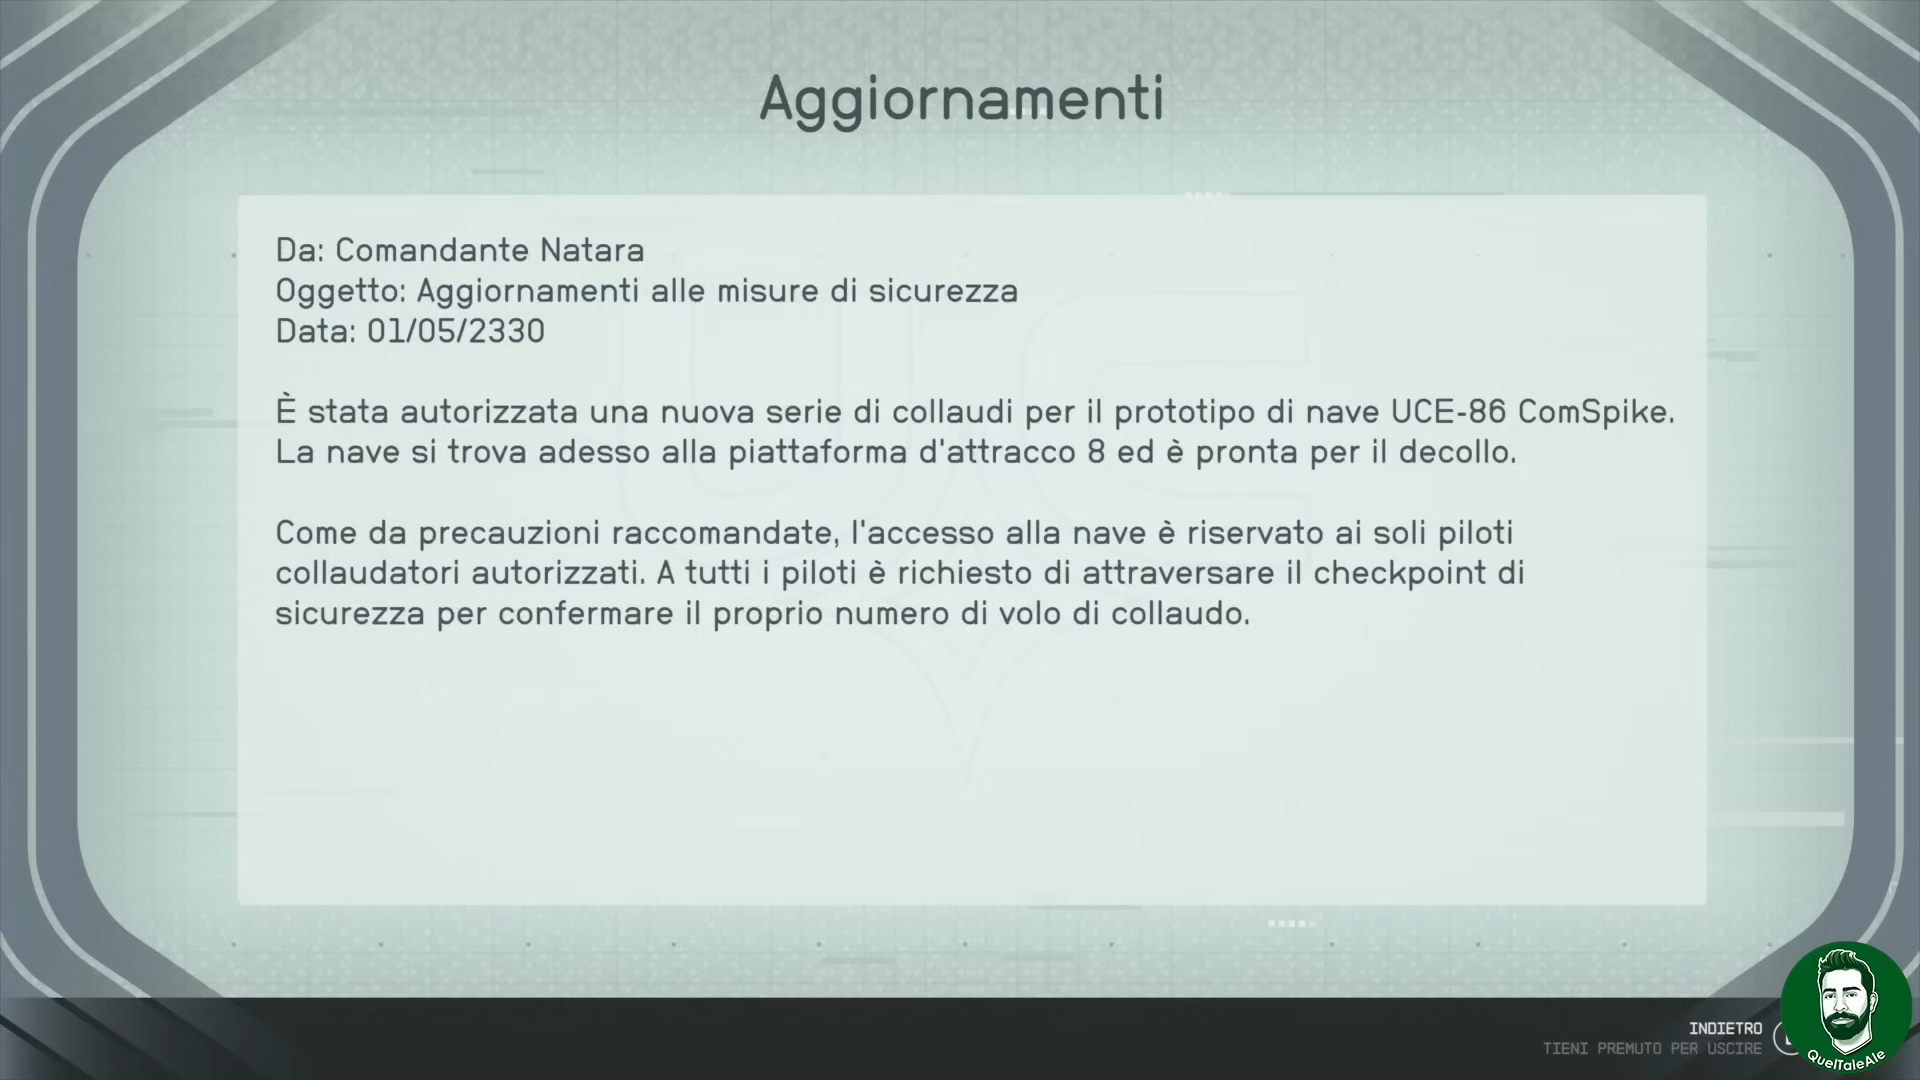 Aggiornamenti
Da: Comandante Natara
Oggetto: Aggiornamenti alle misure di sicurezza
Data: 01/05/2330
È stata autorizzata una nuova serie di collaudi per il prototipo di nave UCE-86 ComSpike.
La nave si trova adesso alla piattaforma d'attracco 8 ed è pronta per il decollo.
Come da precauzioni raccomandate, l'accesso alla nave è riservato ai soli piloti
collaudatori autorizzati. A tutti i piloti è richiesto di attraversare il checkpoint di
sicurezza per confermare il proprio numero di volo di collaudo.
INDIETRO
TIENI PREMUTO PER USCIRE
QuelTaleAle